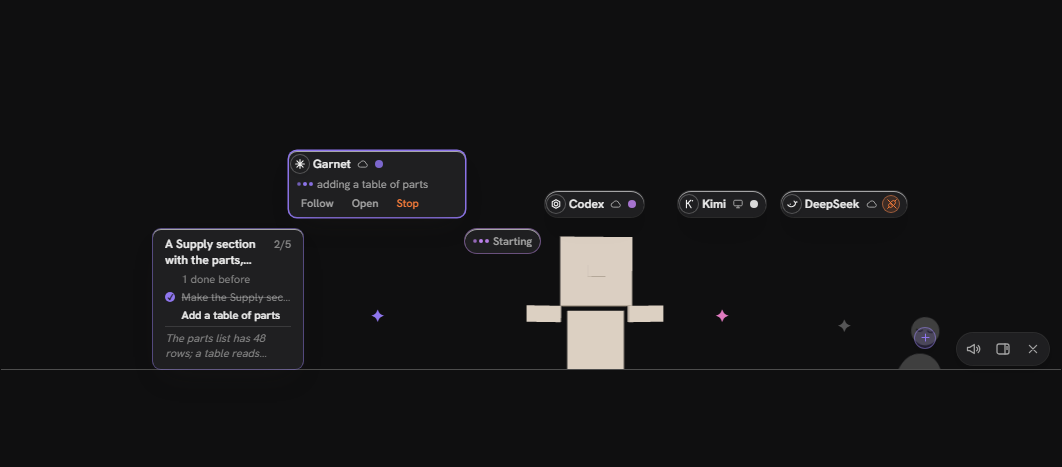 Garnet
adding a table of parts
Follow Open Stop
Codex
Kimi
DeepSeek
Starting
A Supply section 2/5
with the parts,...
1 done before
Make the Supply sec...
Add a table of parts
The parts list has 48
rows; a table reads...